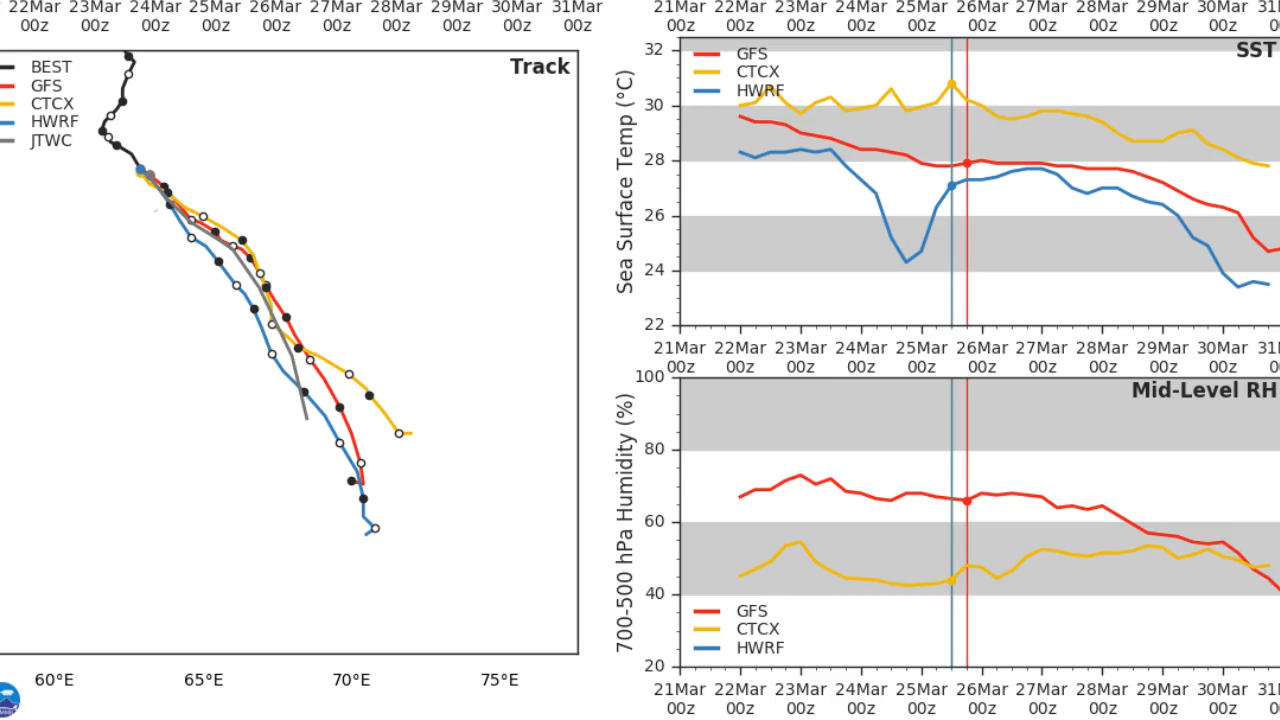 22Mar 23Mar 24Mar 25Mar 26Mar 27Mar 28Mar 29Mar 30Mar 31Mar
00z 00z 00z 00z 00z 00z 00z 00z 00z 00z
Track
BEST
GFS
CTCX
HWRF
JTWC
60°E 65°E 70°E 75°E
21Mar 22Mar 23Mar 24Mar 25Mar 26Mar 27Mar 28Mar 29Mar 30Mar 31M
00z 00z 00z 00z 00z 00z 00z 00z 00z 00z 00
SST
GFS
CTCX
HWRF
Sea Surface Temp (°C)
32
30
28
26
24
22
21Mar 22Mar 23Mar 24Mar 25Mar 26Mar 27Mar 28Mar 29Mar 30Mar 31M
00z 00z 00z 00z 00z 00z 00z 00z 00z 00z 00
Mid-Level RH
700-500 hPa Humidity (%)
100
80
60
40
20
GFS
CTCX
HWRF
21Mar 22Mar 23Mar 24Mar 25Mar 26Mar 27Mar 28Mar 29Mar 30Mar 31M
00z 00z 00z 00z 00z 00z 00z 00z 00z 00z 00